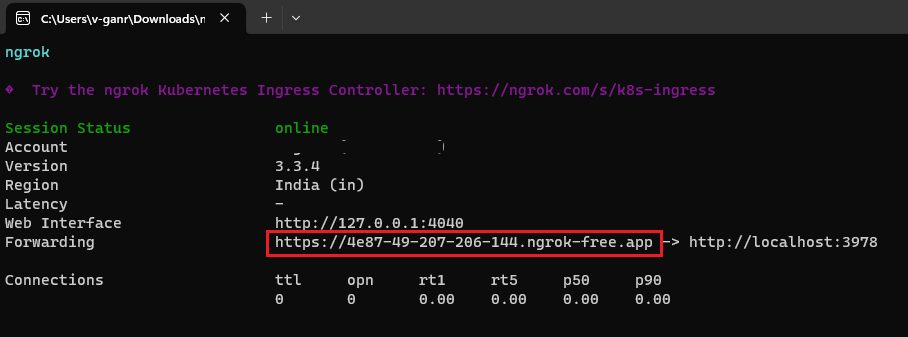 C:\Users\v-ganr\Downloads\n
ngrok
� Try the ngrok Kubernetes Ingress Controller: https://ngrok.com/s/k8s-ingress
Session Status online
Account
Version 3.3.4
Region India (in)
Latency -
Web Interface http://127.0.0.1:4040
Forwarding https://4e87-49-207-206-144.ngrok-free.app -> http://localhost:3978
Connections ttl opn rt1 rt5 p50 p90
0 0 0.00 0.00 0.00 0.00